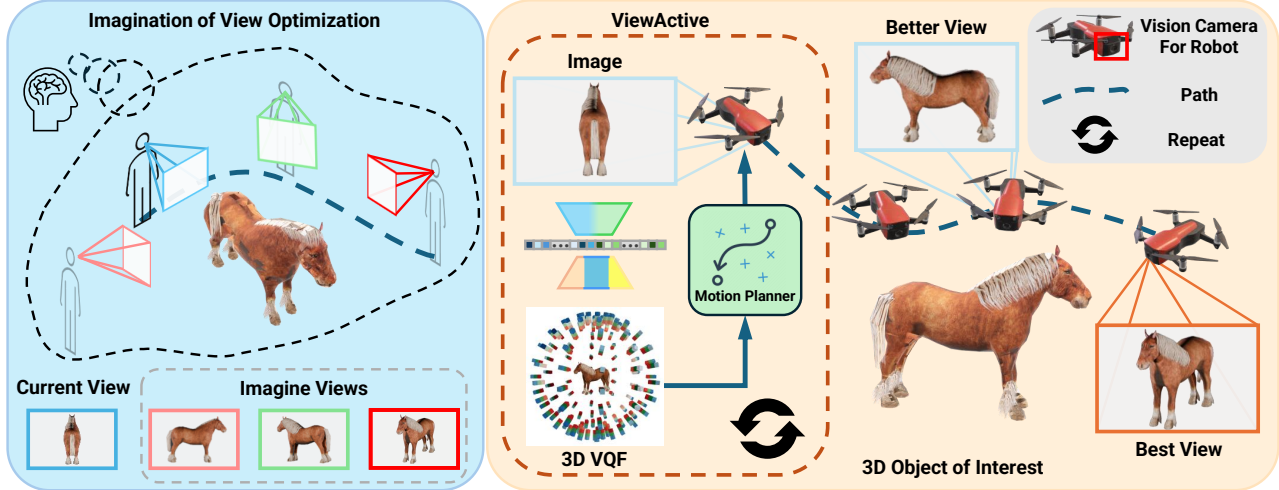 Imagination of View Optimization
Current View
Imagine Views
ViewActive
Image
Motion Planner
3D VQF
Better View
3D Object of Interest
Best View
Vision Camera
For Robot
Path
Repeat